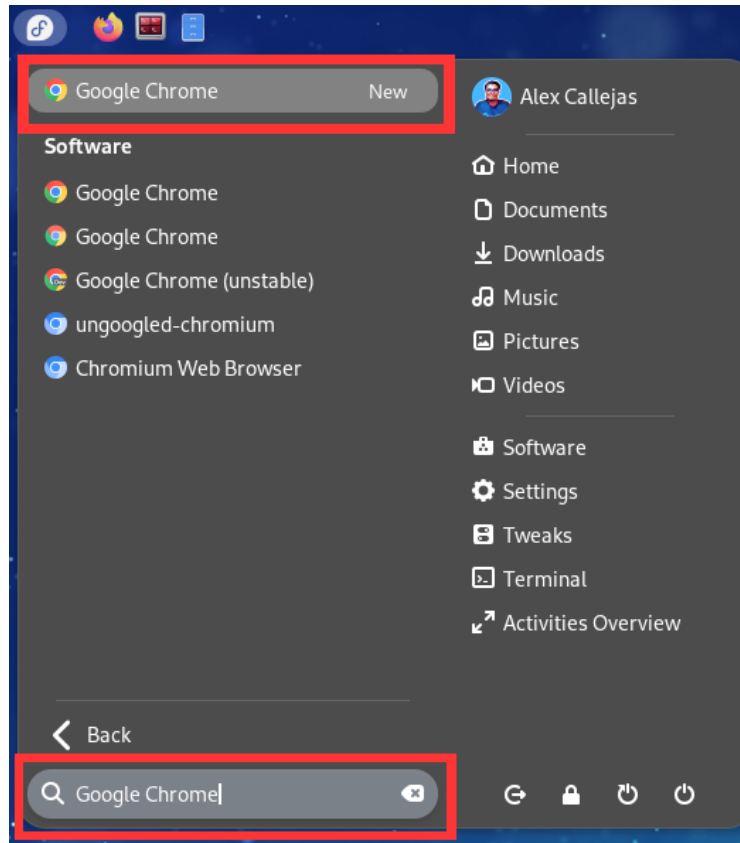 Google Chrome New
Software
Google Chrome
Google Chrome
Google Chrome (unstable)
ungoogled-chromium
Chromium Web Browser
Back
Google Chrome
Alex Callejas
Home
Documents
Downloads
Music
Pictures
Videos
Software
Settings
Tweaks
Terminal
Activities Overview